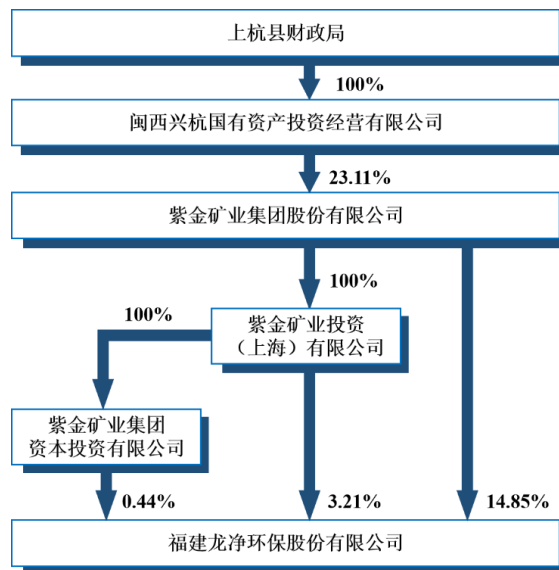 上杭县财政局
100%
闽西兴杭国有资产投资经营有限公司
23.11%
紫金矿业集团股份有限公司
100%
100%
紫金矿业投资
（上海）有限公司
紫金矿业集团
资本投资有限公司
0.44%
3.21%
14.85%
福建龙净环保股份有限公司